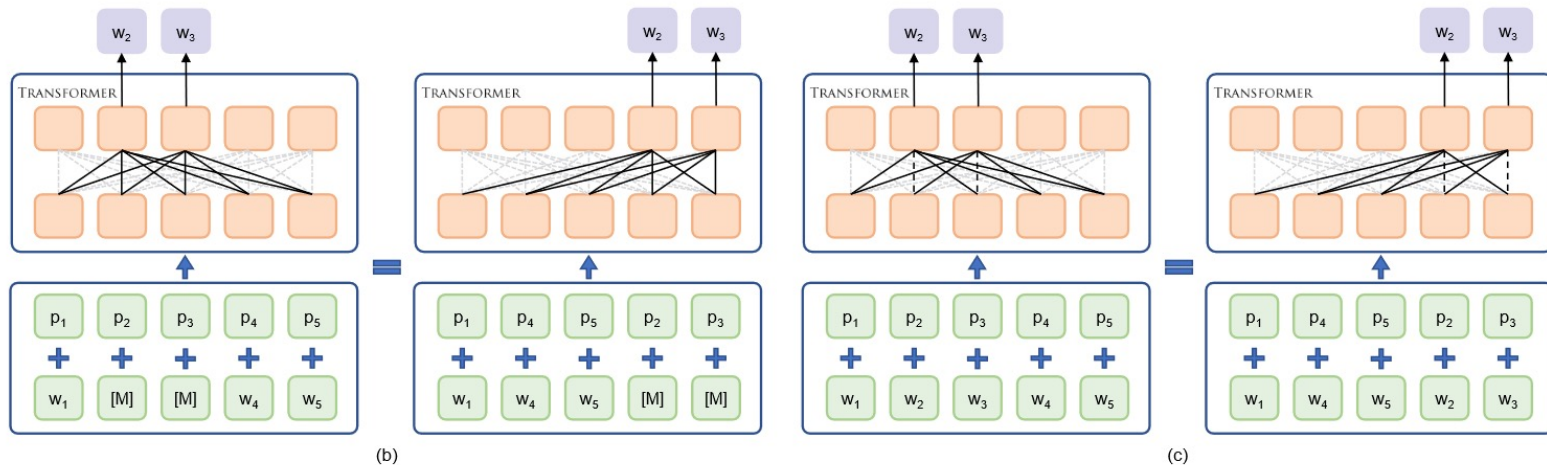 w₂ w₃ w₂ w₃ w₂ w₃ w₂ w₃
TRANSFORMER TRANSFORMER TRANSFORMER TRANSFORMER
p₁ p₂ p₃ p₄ p₅ p₁ p₄ p₅ p₂ p₃ p₁ p₂ p₃ p₄ p₅ p₁ p₄ p₅ p₂ p₃
w₁ [M] [M] w₄ w₅ w₁ w₄ w₅ [M] [M] w₁ w₂ w₃ w₄ w₅ w₁ w₄ w₅ w₂ w₃
(b) (c)